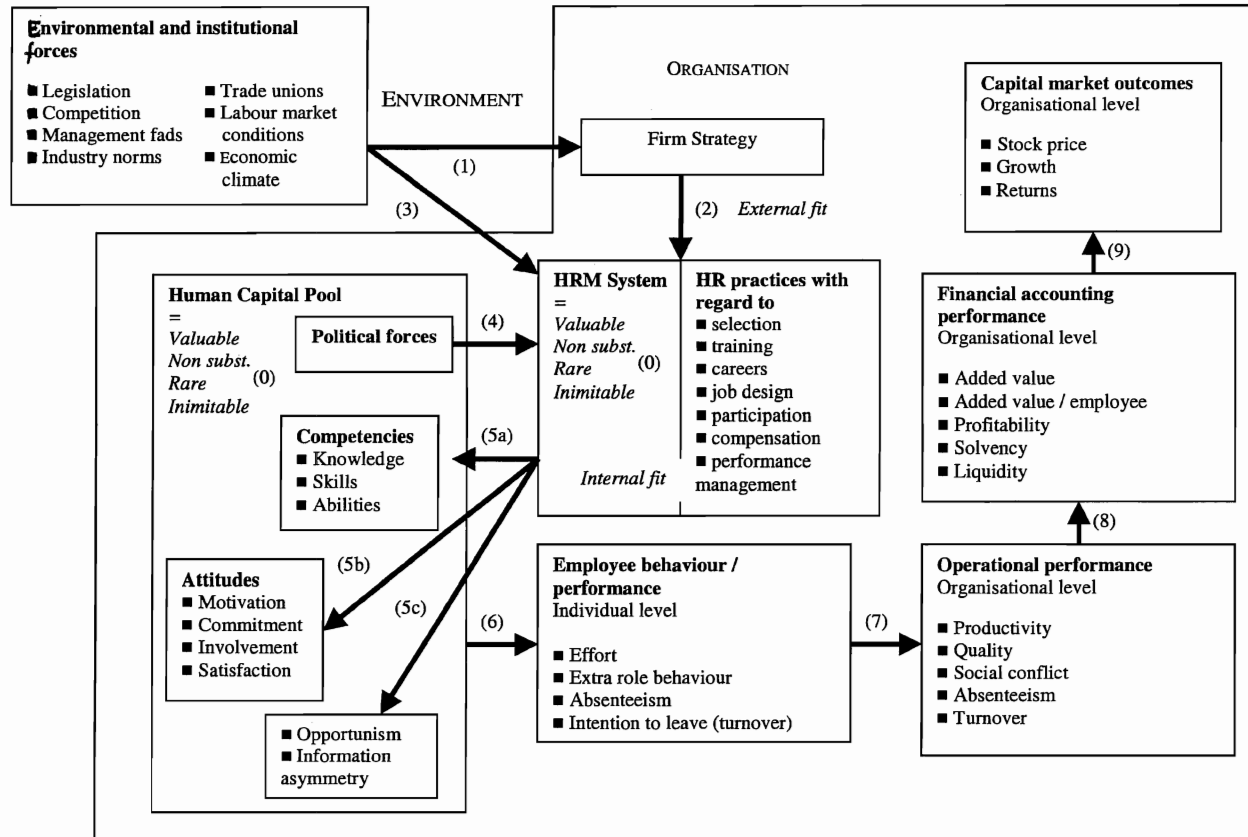 Environmental and institutional
forces
■ Legislation
■ Competition
■ Management fads
■ Industry norms
■ Trade unions
■ Labour market
conditions
■ Economic
climate
ENVIRONMENT
ORGANISATION
(1)
Firm Strategy
(2)
External fit
(3)
Capital market outcomes
Organisational level
■ Stock price
■ Growth
■ Returns
(9)
Human Capital Pool
=
Valuable
Non subst.
(0)
Rare
Inimitable
Political forces
(4)
HRM System
=
Valuable
Non subst.
(0)
Rare
Inimitable
Internal fit
HR practices with
regard to
■ selection
■ training
■ careers
■ job design
■ participation
■ compensation
■ performance
management
Financial accounting
performance
Organisational level
■ Added value
■ Added value / employee
■ Profitability
■ Solvency
■ Liquidity
(8)
Competencies
■ Knowledge
■ Skills
■ Abilities
(5a)
(5b)
Attitudes
■ Motivation
■ Commitment
■ Involvement
■ Satisfaction
(5c)
■ Opportunism
■ Information
asymmetry
(6)
Employee behaviour /
performance
Individual level
■ Effort
■ Extra role behaviour
■ Absenteeism
■ Intention to leave (turnover)
(7)
Operational performance
Organisational level
■ Productivity
■ Quality
■ Social conflict
■ Absenteeism
■ Turnover